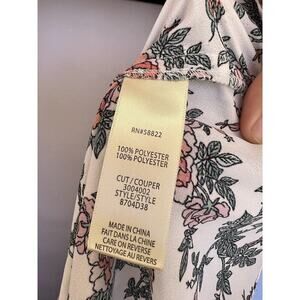 RN#58822
100% POLYESTER
100% POLYESTER
CUT/COUPER
3004002
STYLE/STYLE
8704D38
MADE IN CHINA
FAIT DANS LA CHINE
CARE ON REVERSE
NETTOYAGE AU REVERS